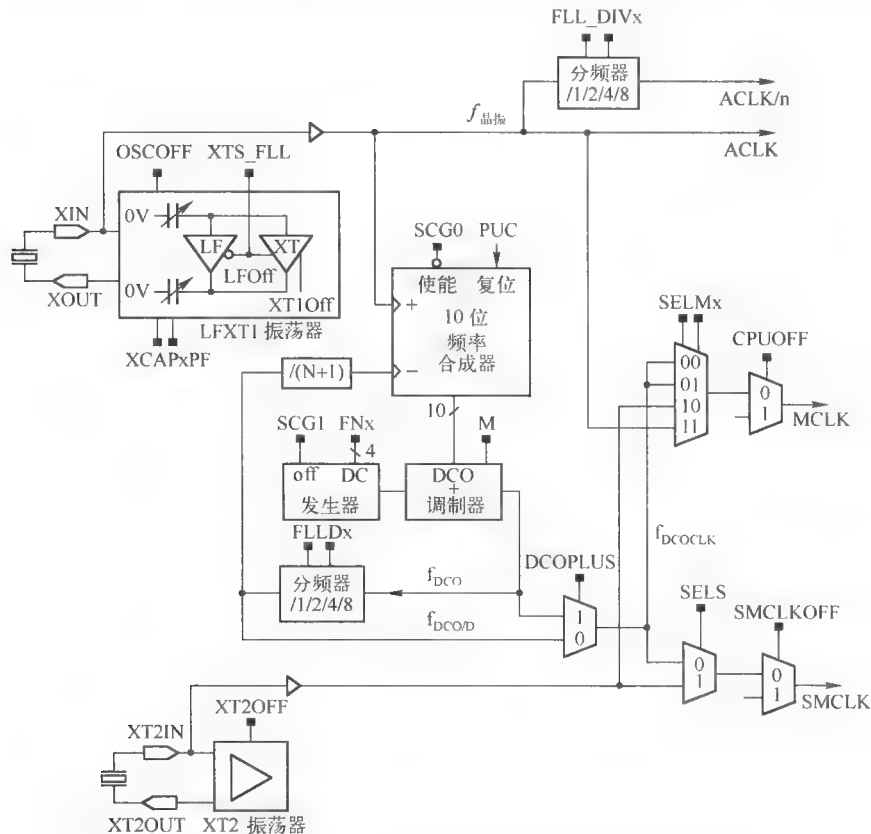 FLL_DIVx
分频器
/1/2/4/8
ACLK/n
f晶振
ACLK
OSCOFF
XTS_FLL
XIN
0V
LF
XT
LFOff
0V
XT1Off
XOUT
LFXT1 振荡器
XCAPxPF
SCG0
PUC
使能
复位
+
10 位
频率
合成器
−
/(N+1)
10
SELMx
00
01
10
11
CPUOFF
0
1
MCLK
SCG1
FNx
4
M
off
DC
发生器
DCO
+
调制器
fDCOCLK
FLLDx
分频器
/1/2/4/8
fDCO
fDCO/D
DCOPLUS
1
0
SELS
0
1
SMCLKOFF
0
1
SMCLK
XT2OFF
XT2IN
XT2OUT
XT2 振荡器